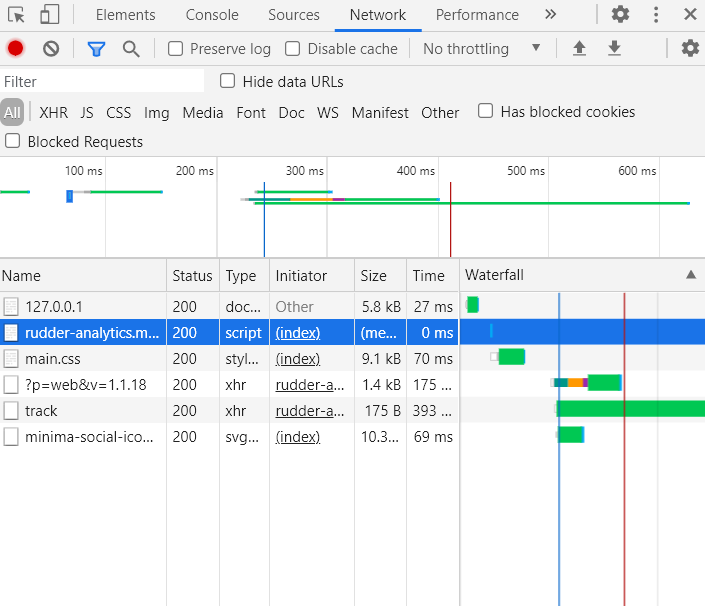 Elements Console Sources Network Performance
Preserve log Disable cache No throttling
Filter Hide data URLs
All XHR JS CSS Img Media Font Doc WS Manifest Other Has blocked cookies
Blocked Requests
100 ms 200 ms 300 ms 400 ms 500 ms 600 ms
Name Status Type Initiator Size Time Waterfall
127.0.0.1 200 doc... Other 5.8 kB 27 ms
rudder-analytics.m... 200 script (index) (me... 0 ms
main.css 200 styl... (index) 9.1 kB 70 ms
?p=web&v=1.1.18 200 xhr rudder-a... 1.4 kB 175 ...
track 200 xhr rudder-a... 175 B 393 ...
minima-social-ico... 200 svg... (index) 10.3... 69 ms